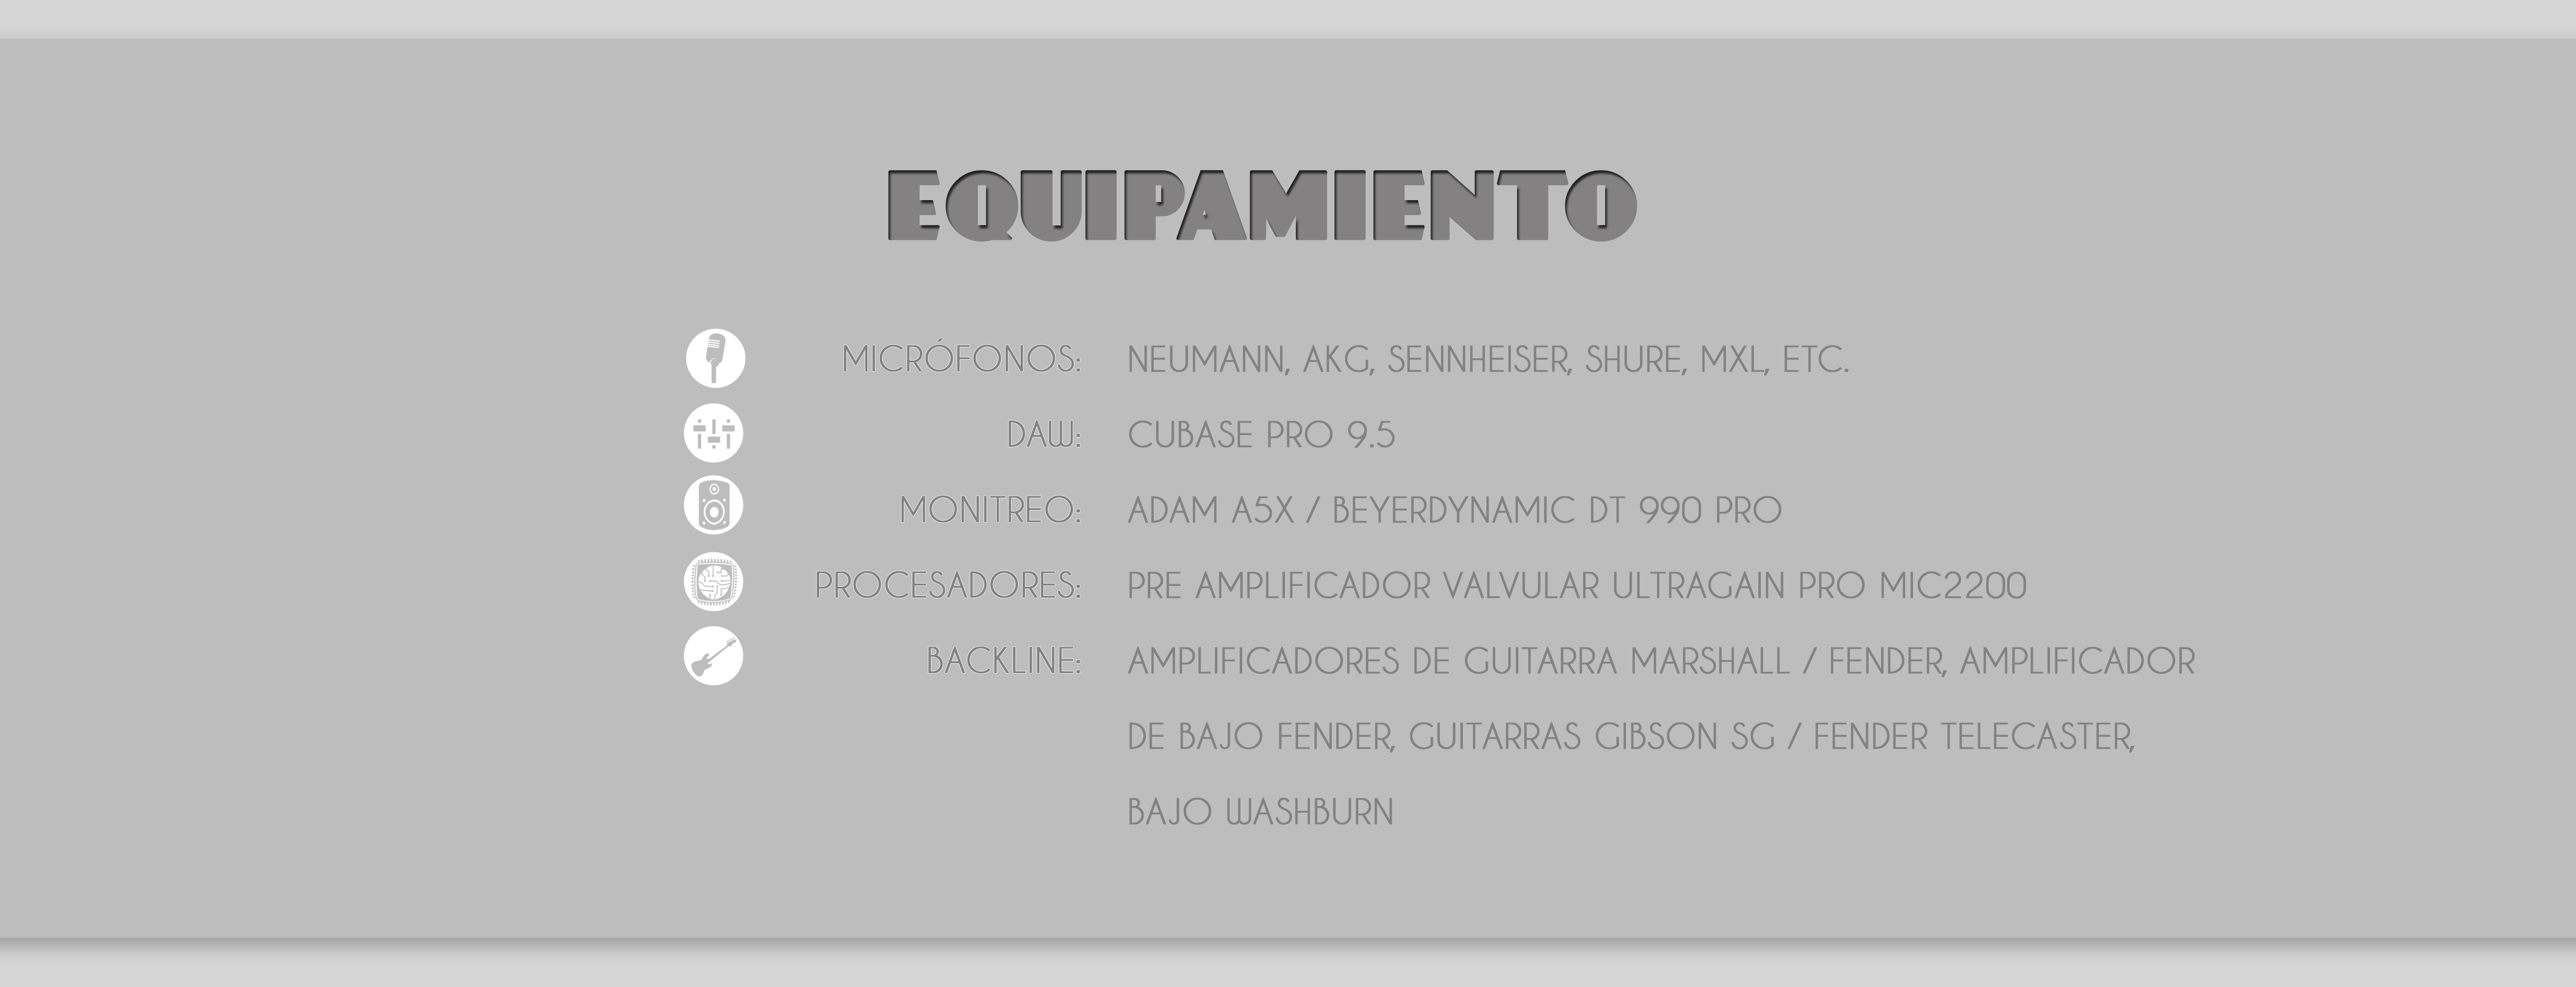 EQUIPAMIENTO
MICRÓFONOS: NEUMANN, AKG, SENNHEISER, SHURE, MXL, ETC.
DAW: CUBASE PRO 9.5
MONITREO: ADAM A5X / BEYERDYNAMIC DT 990 PRO
PROCESADORES: PRE AMPLIFICADOR VALVULAR ULTRAGAIN PRO MIC2200
BACKLINE: AMPLIFICADORES DE GUITARRA MARSHALL / FENDER, AMPLIFICADOR
DE BAJO FENDER, GUITARRAS GIBSON SG / FENDER TELECASTER,
BAJO WASHBURN